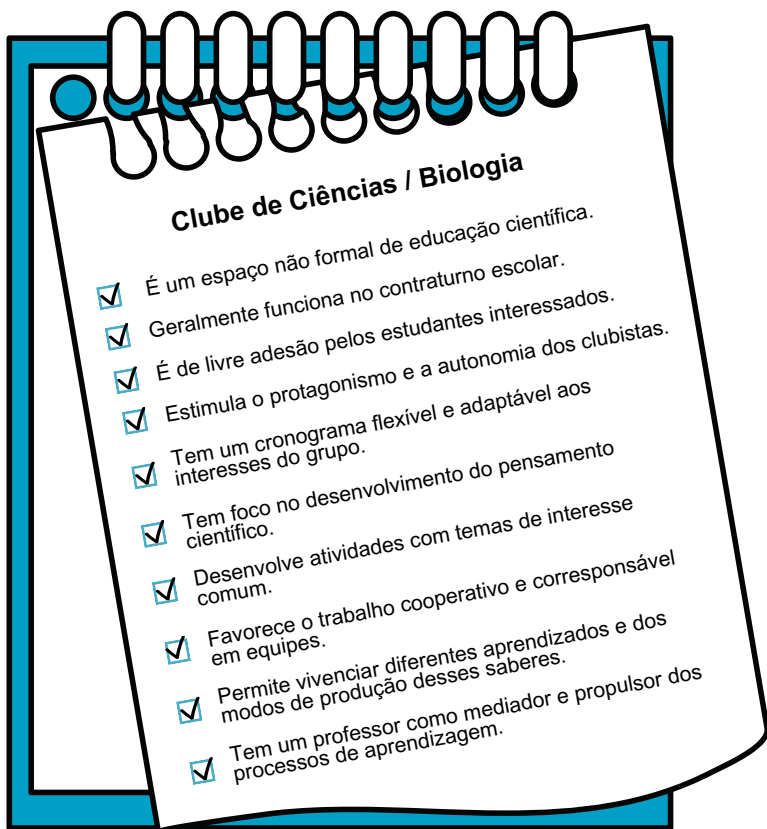 Clube de Ciências / Biologia
É um espaço não formal de educação científica.
Geralmente funciona no contraturno escolar.
É de livre adesão pelos estudantes interessados.
Estimula o protagonismo e a autonomia dos clubistas.
Tem um cronograma flexível e adaptável aos
interesses do grupo.
Tem foco no desenvolvimento do pensamento
científico.
Desenvolve atividades com temas de interesse
comum.
Favorece o trabalho cooperativo e corresponsável
em equipes.
Permite vivenciar diferentes aprendizados e dos
modos de produção desses saberes.
Tem um professor como mediador e propulsor dos
processos de aprendizagem.